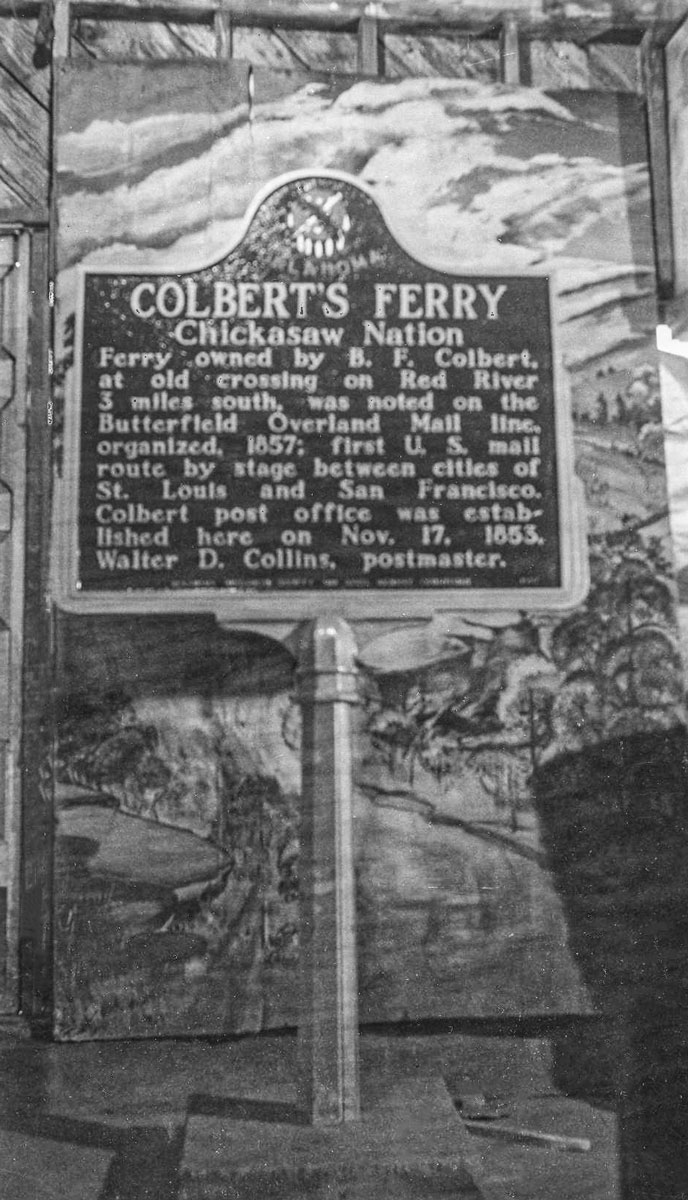 OKLAHOMA
COLBERT'S FERRY
Chickasaw Nation
Ferry owned by B. F. Colbert,
at old crossing on Red River
3 miles south, was noted on the
Butterfield Overland Mail line,
organized, 1857; first U. S. mail
route by stage between cities of
St. Louis and San Francisco.
Colbert post office was estab-
lished here on Nov. 17, 1853,
Walter D. Collins, postmaster.